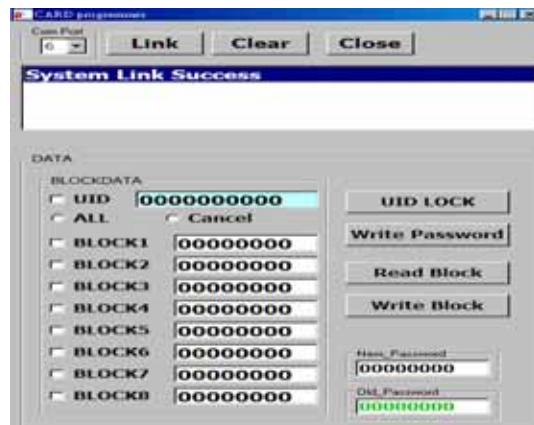 CARD programmer
Com Port
6
Link
Clear
Close
System Link Success
DATA
BLOCKDATA
UID 0000000000
ALL Cancel
BLOCK1 00000000
BLOCK2 00000000
BLOCK3 00000000
BLOCK4 00000000
BLOCK5 00000000
BLOCK6 00000000
BLOCK7 00000000
BLOCK8 00000000
UID LOCK
Write Password
Read Block
Write Block
New_Password
00000000
Old_Password
00000000